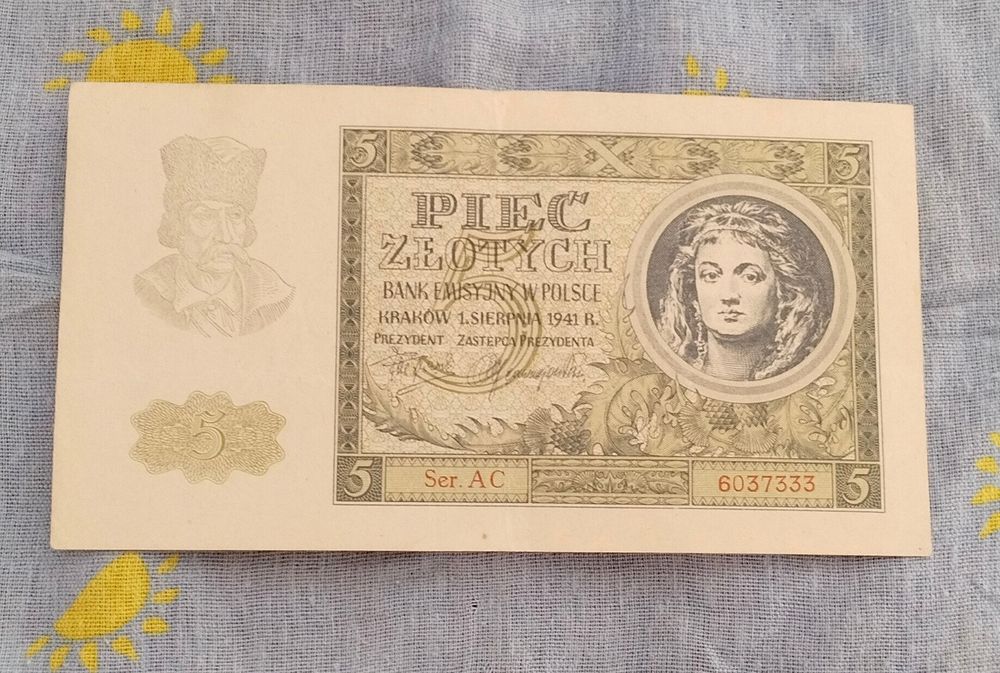 5
5
PIĘĆ
ZŁOTYCH
BANK EMISYJNY W POLSCE
KRAKÓW 1. SIERPNIA 1941 R.
PREZYDENT ZASTĘPCA PREZYDENTA
5
5
Ser. AC
6037333
5